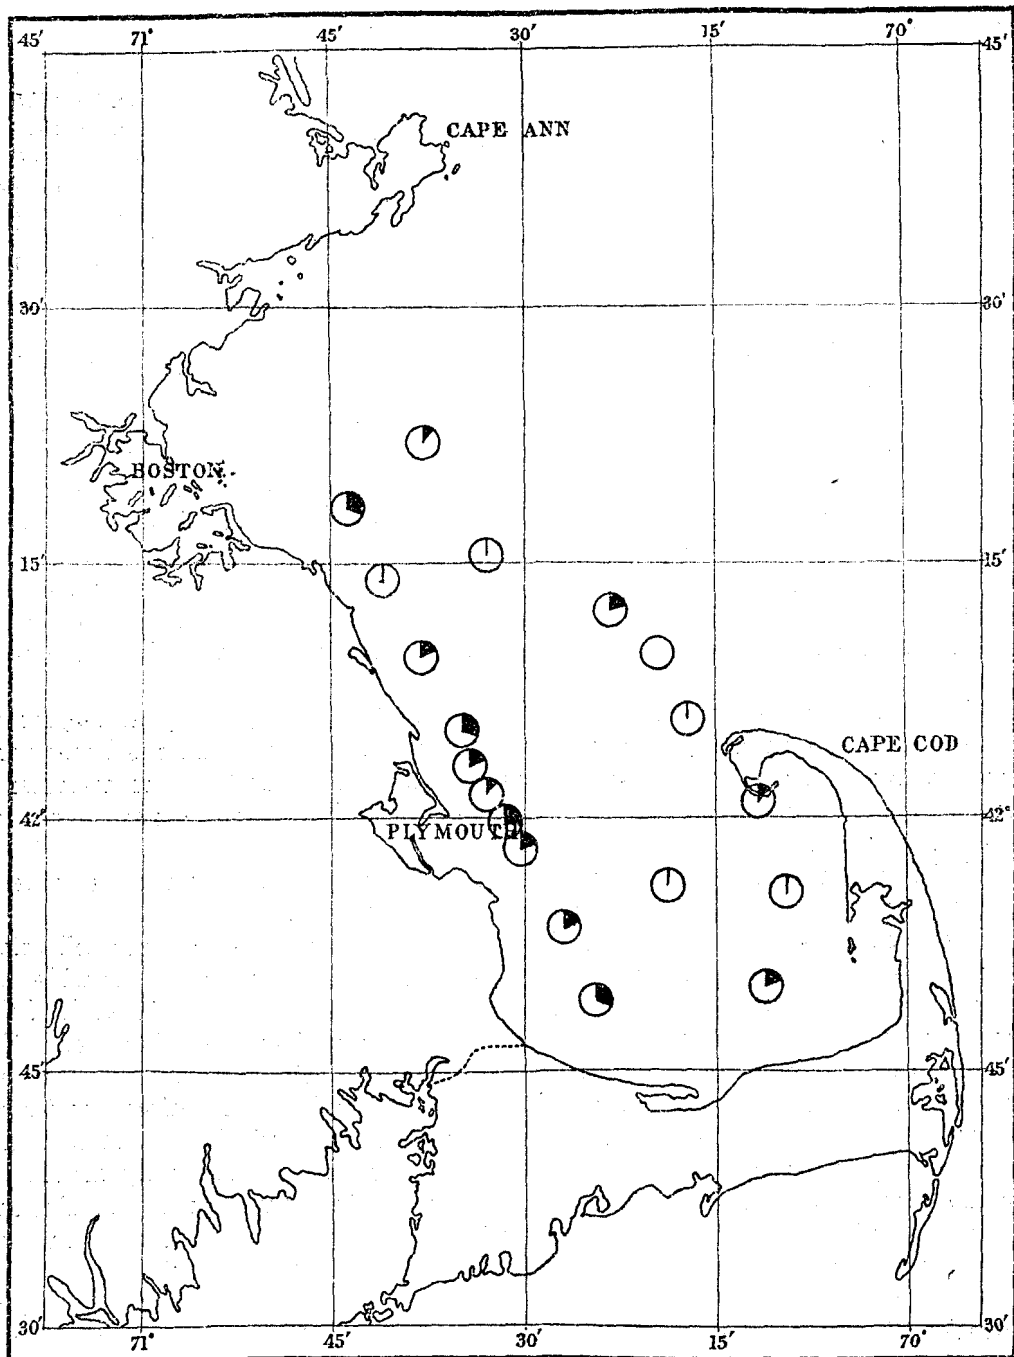 71° 45′ 30′ 15′ 70°
45′ 45′
CAPE ANN
30′ 30′
BOSTON
15′ 15′
CAPE COD
42° 42°
PLYMOUTH
45′ 45′
30′ 30′
71° 45′ 30′ 15′ 70°